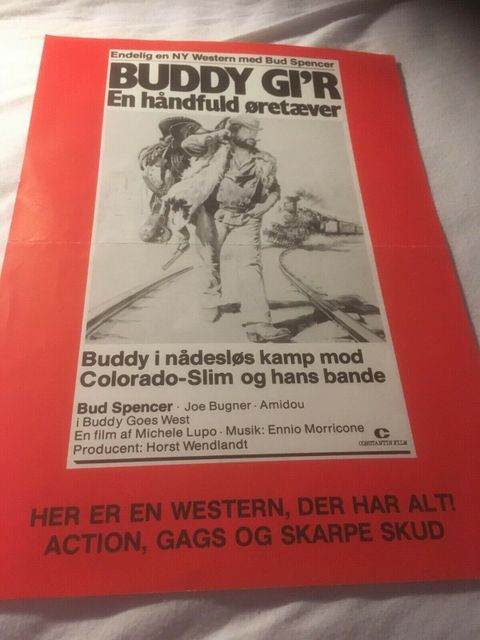 Endelig en NY Western med Bud Spencer
BUDDY GI'R
En håndfuld øretæver
Buddy i nådesløs kamp mod
Colorado-Slim og hans bande
Bud Spencer · Joe Bugner · Amidou
i Buddy Goes West
En film af Michele Lupo · Musik: Ennio Morricone
Producent: Horst Wendlandt
C
CONSTANTIN FILM
HER ER EN WESTERN, DER HAR ALT!
ACTION, GAGS OG SKARPE SKUD